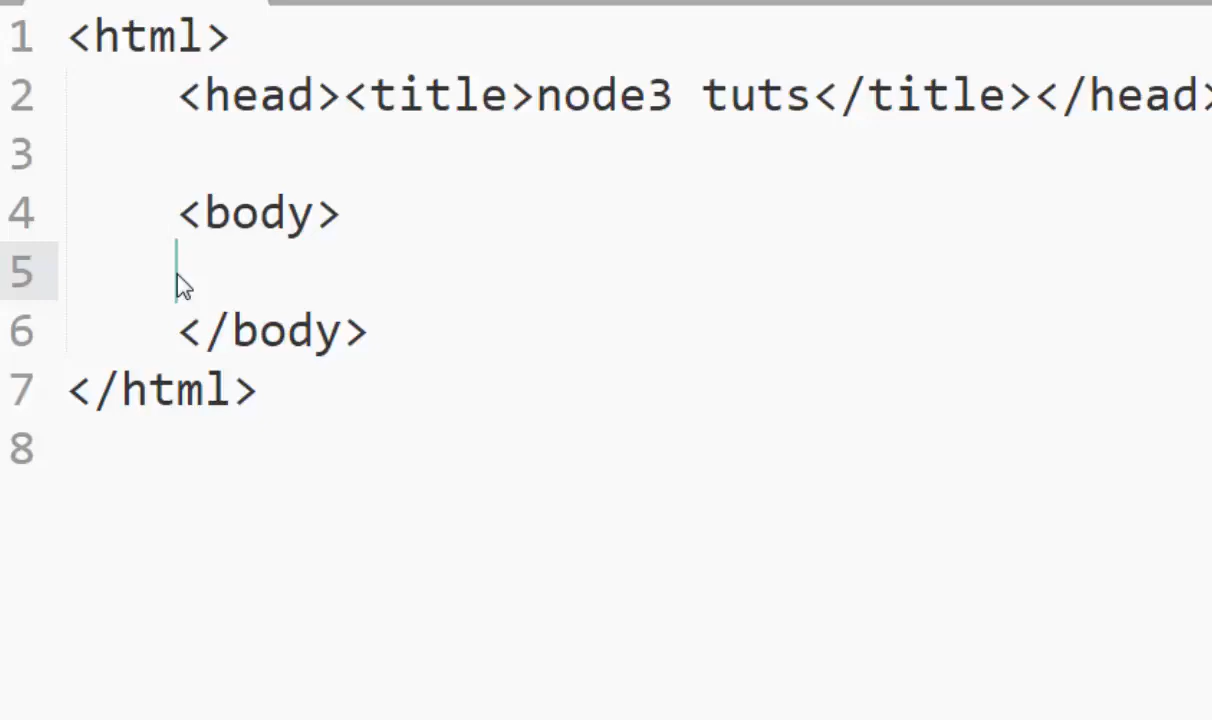 1 <html>
2     <head><title>node3 tuts</title></head>
3
4     <body>
5
6     </body>
7 </html>
8